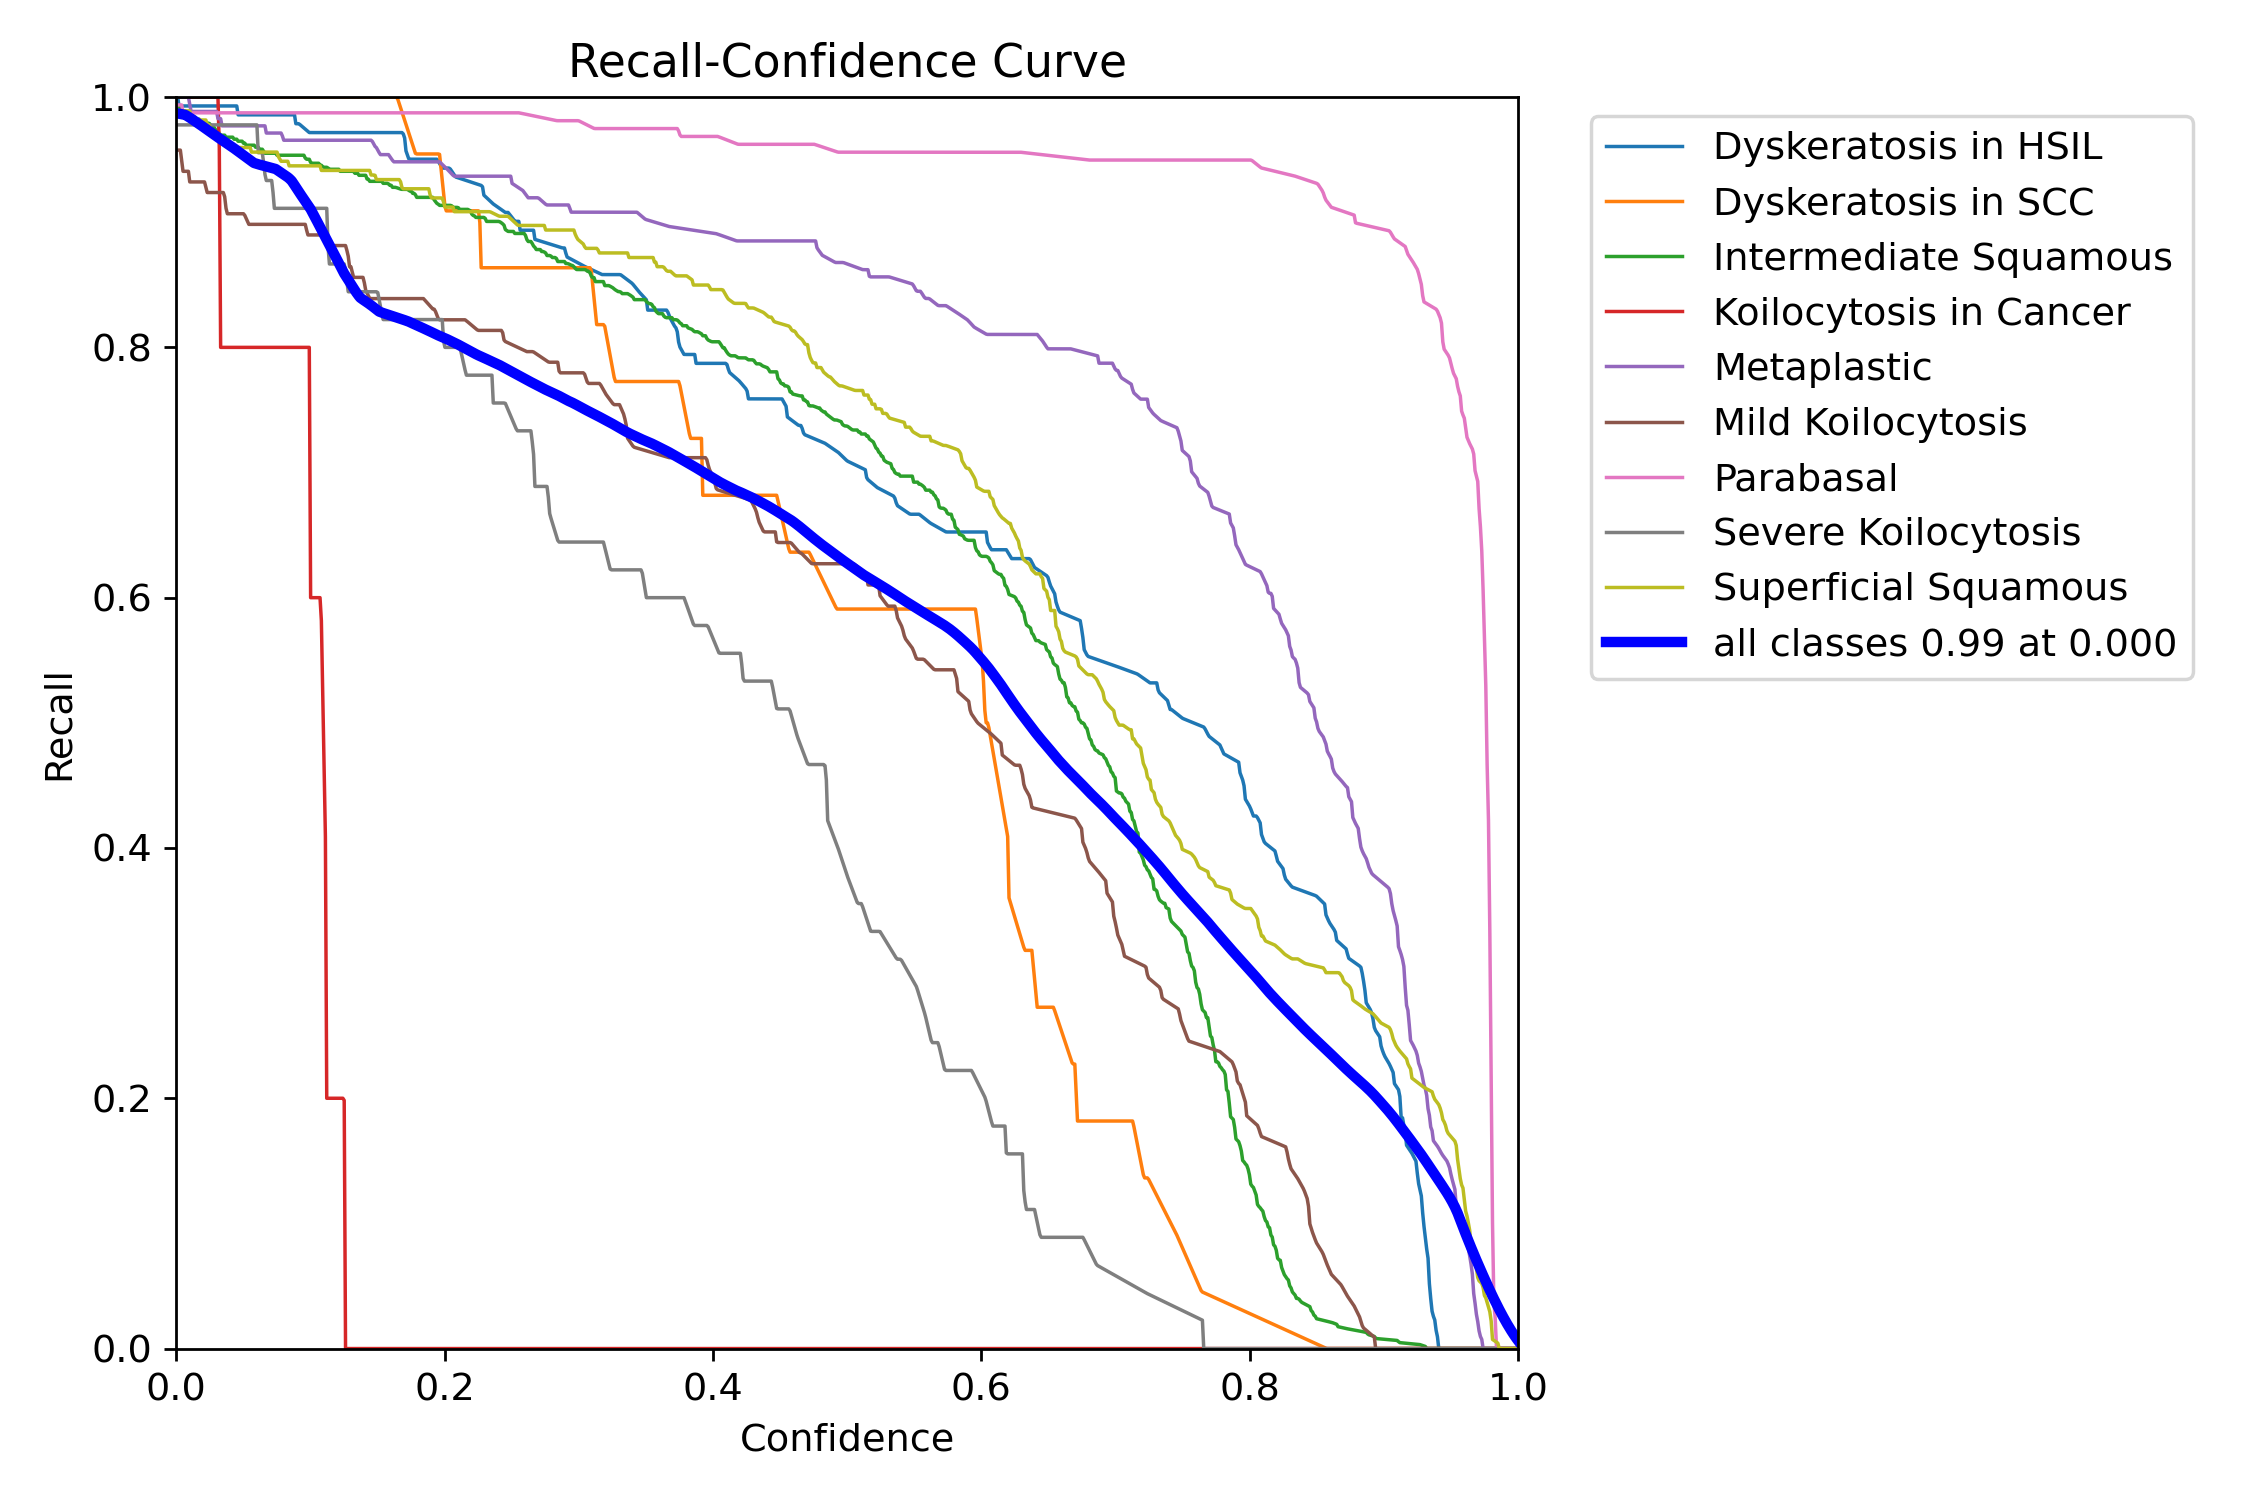 Recall-Confidence Curve
1.0
0.8
0.6
0.4
0.2
0.0
Recall
0.0 0.2 0.4 0.6 0.8 1.0
Confidence
Dyskeratosis in HSIL
Dyskeratosis in SCC
Intermediate Squamous
Koilocytosis in Cancer
Metaplastic
Mild Koilocytosis
Parabasal
Severe Koilocytosis
Superficial Squamous
all classes 0.99 at 0.000